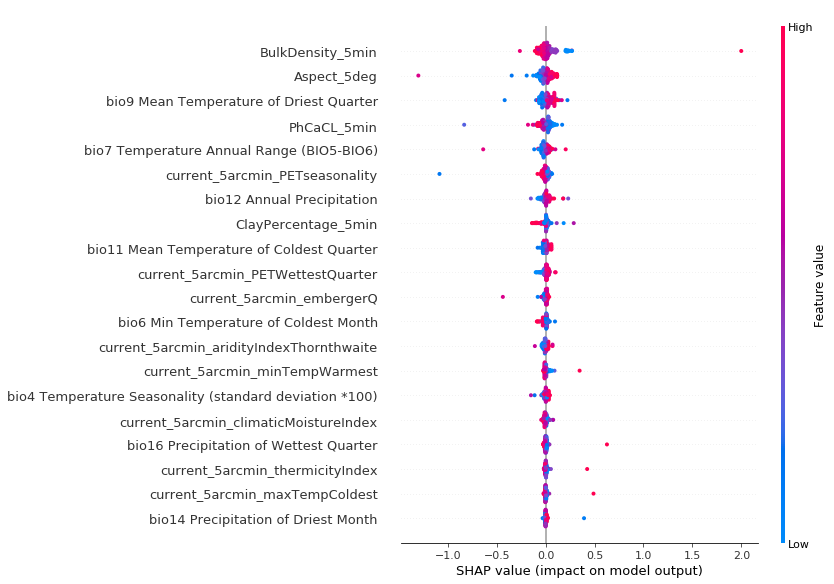 High
BulkDensity_5min
Aspect_5deg
bio9 Mean Temperature of Driest Quarter
PhCaCL_5min
bio7 Temperature Annual Range (BIO5-BIO6)
current_5arcmin_PETseasonality
bio12 Annual Precipitation
ClayPercentage_5min
bio11 Mean Temperature of Coldest Quarter
current_5arcmin_PETWettestQuarter
current_5arcmin_embergerQ
bio6 Min Temperature of Coldest Month
current_5arcmin_aridityIndexThornthwaite
current_5arcmin_minTempWarmest
bio4 Temperature Seasonality (standard deviation *100)
current_5arcmin_climaticMoistureIndex
bio16 Precipitation of Wettest Quarter
current_5arcmin_thermicityIndex
current_5arcmin_maxTempColdest
bio14 Precipitation of Driest Month
Feature value
Low
−1.0 −0.5 0.0 0.5 1.0 1.5 2.0
SHAP value (impact on model output)